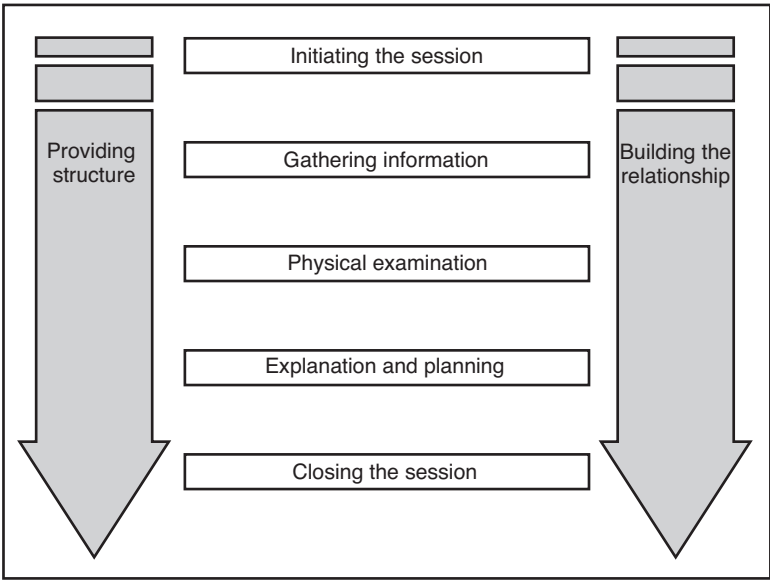 Initiating the session
Providing
structure
Gathering information
Building the
relationship
Physical examination
Explanation and planning
Closing the session